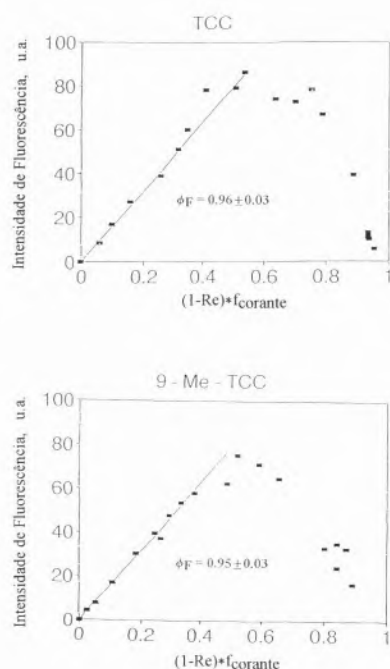 TCC
Intensidade de Fluorescência, u.a.
100
80
60
40
20
0
ϕF = 0.96±0.03
0 0.2 0.4 0.6 0.8 1
(1-Re)*fcorante
9 - Me - TCC
Intensidade de Fluorescência, u.a.
100
80
60
40
20
0
ϕF = 0.95±0.03
0 0.2 0.4 0.6 0.8 1
(1-Re)*fcorante